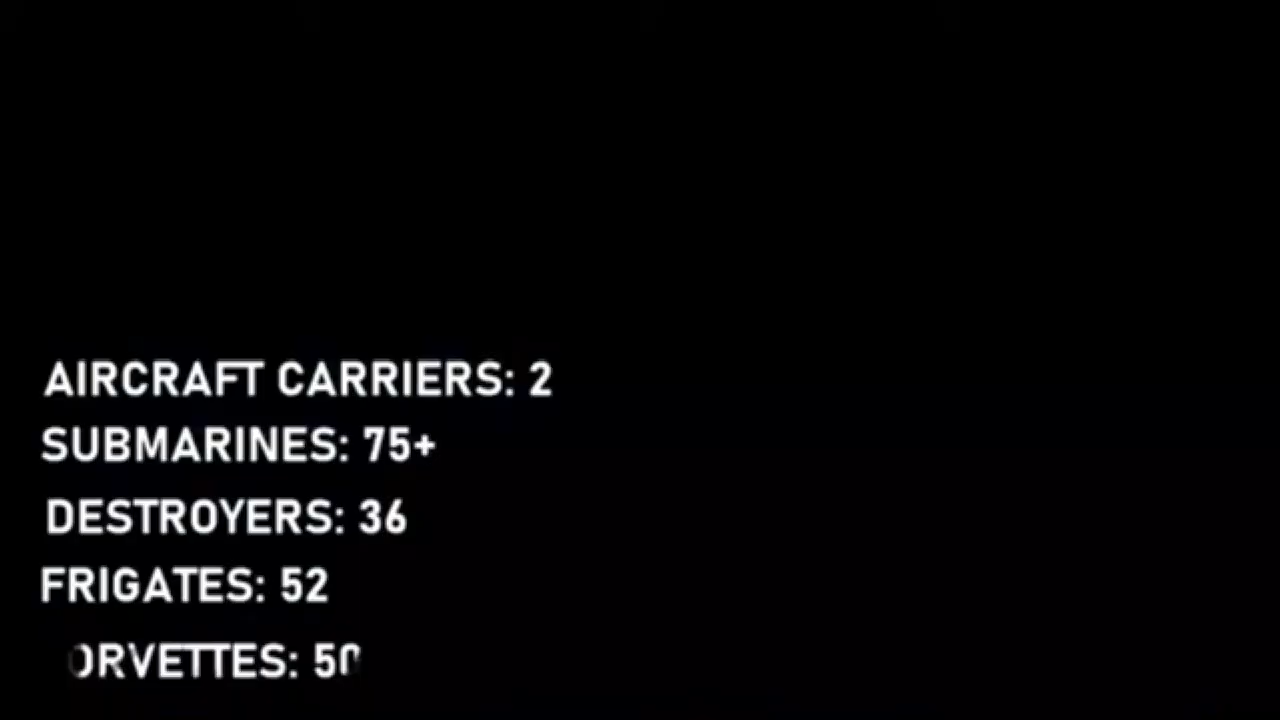 AIRCRAFT CARRIERS: 2
SUBMARINES: 75+
DESTROYERS: 36
FRIGATES: 52
ORVETTES: 50